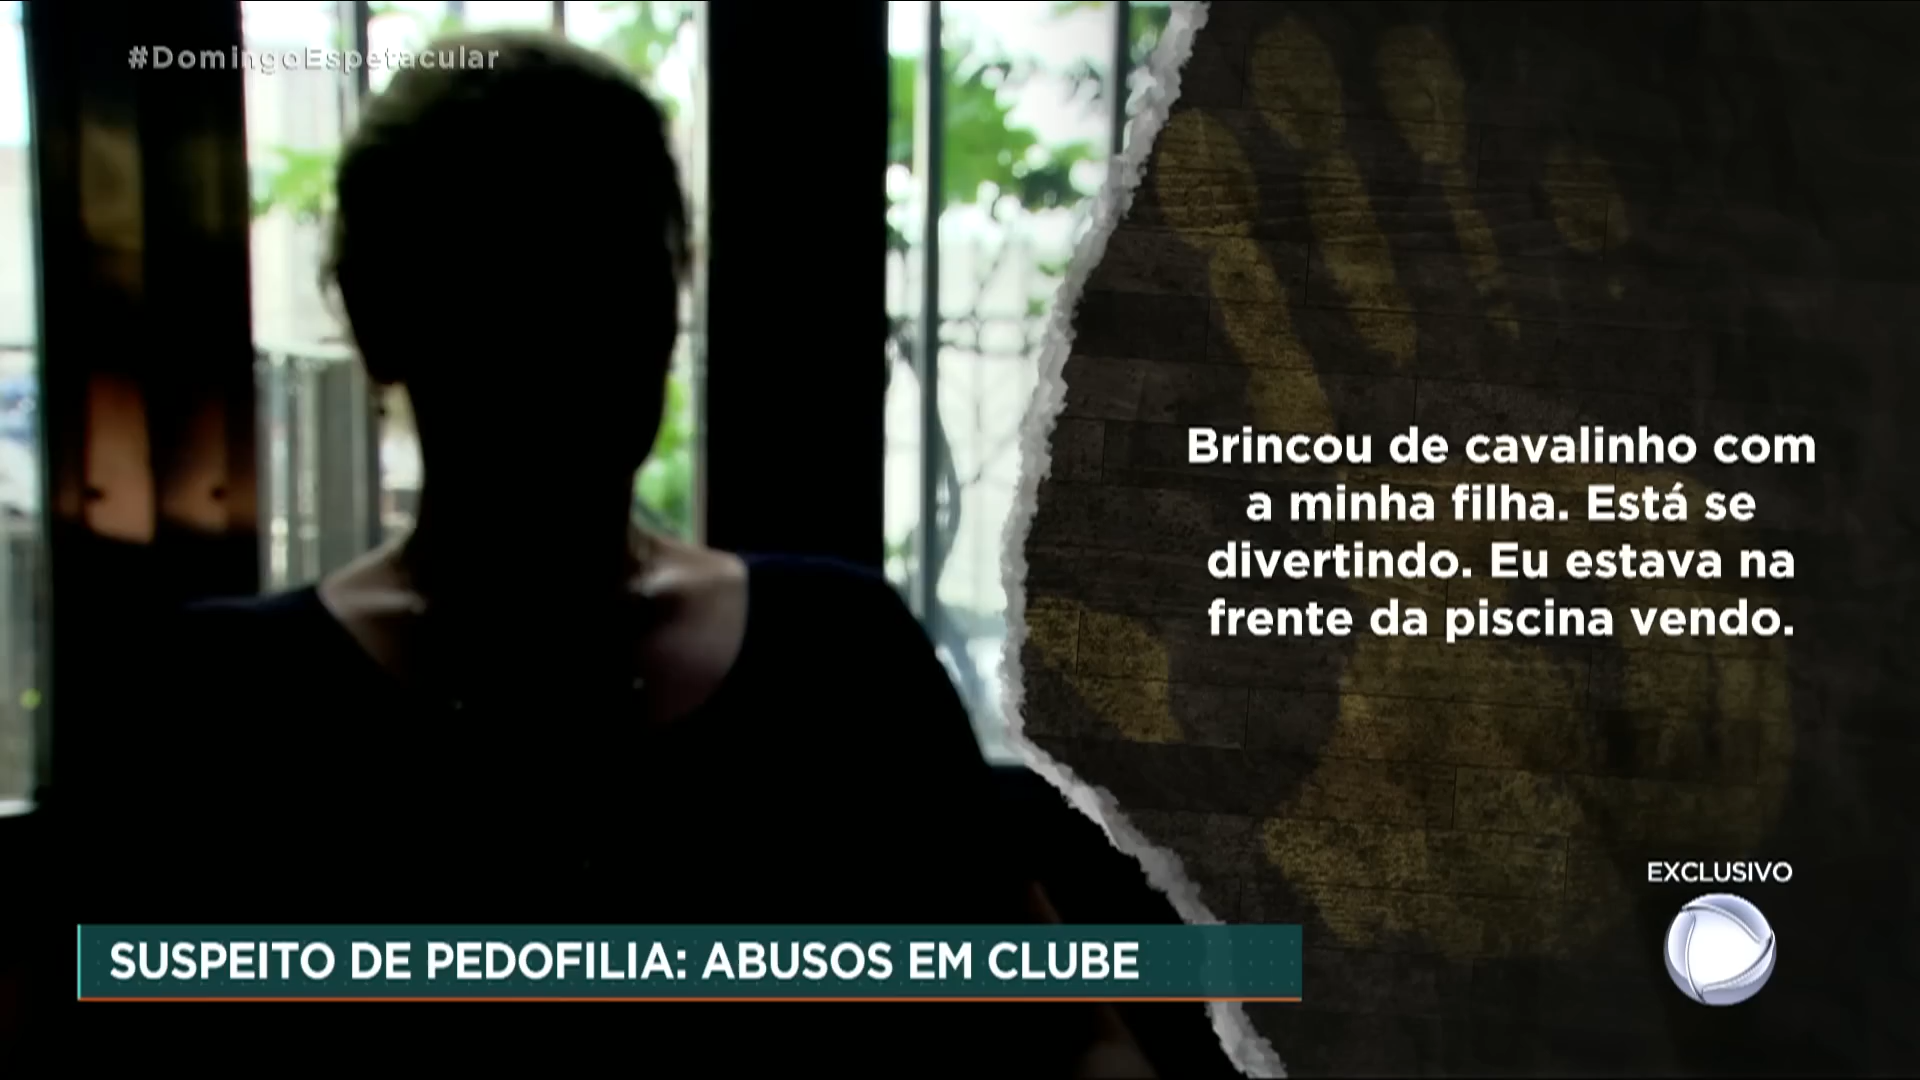 #DomingoEspetacular
Brincou de cavalinho com
a minha filha. Está se
divertindo. Eu estava na
frente da piscina vendo.
EXCLUSIVO
SUSPEITO DE PEDOFILIA: ABUSOS EM CLUBE